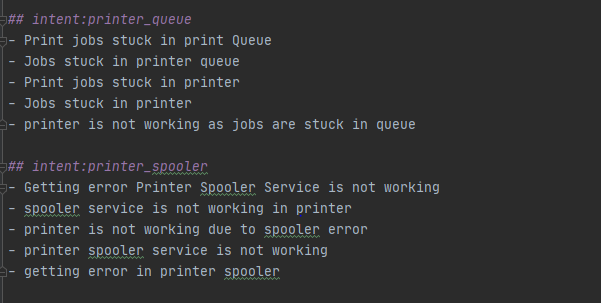 ## intent:printer_queue
- Print jobs stuck in print Queue
- Jobs stuck in printer queue
- Print jobs stuck in printer
- Jobs stuck in printer
- printer is not working as jobs are stuck in queue
## intent:printer_spooler
- Getting error Printer Spooler Service is not working
- spooler service is not working in printer
- printer is not working due to spooler error
- printer spooler service is not working
- getting error in printer spooler